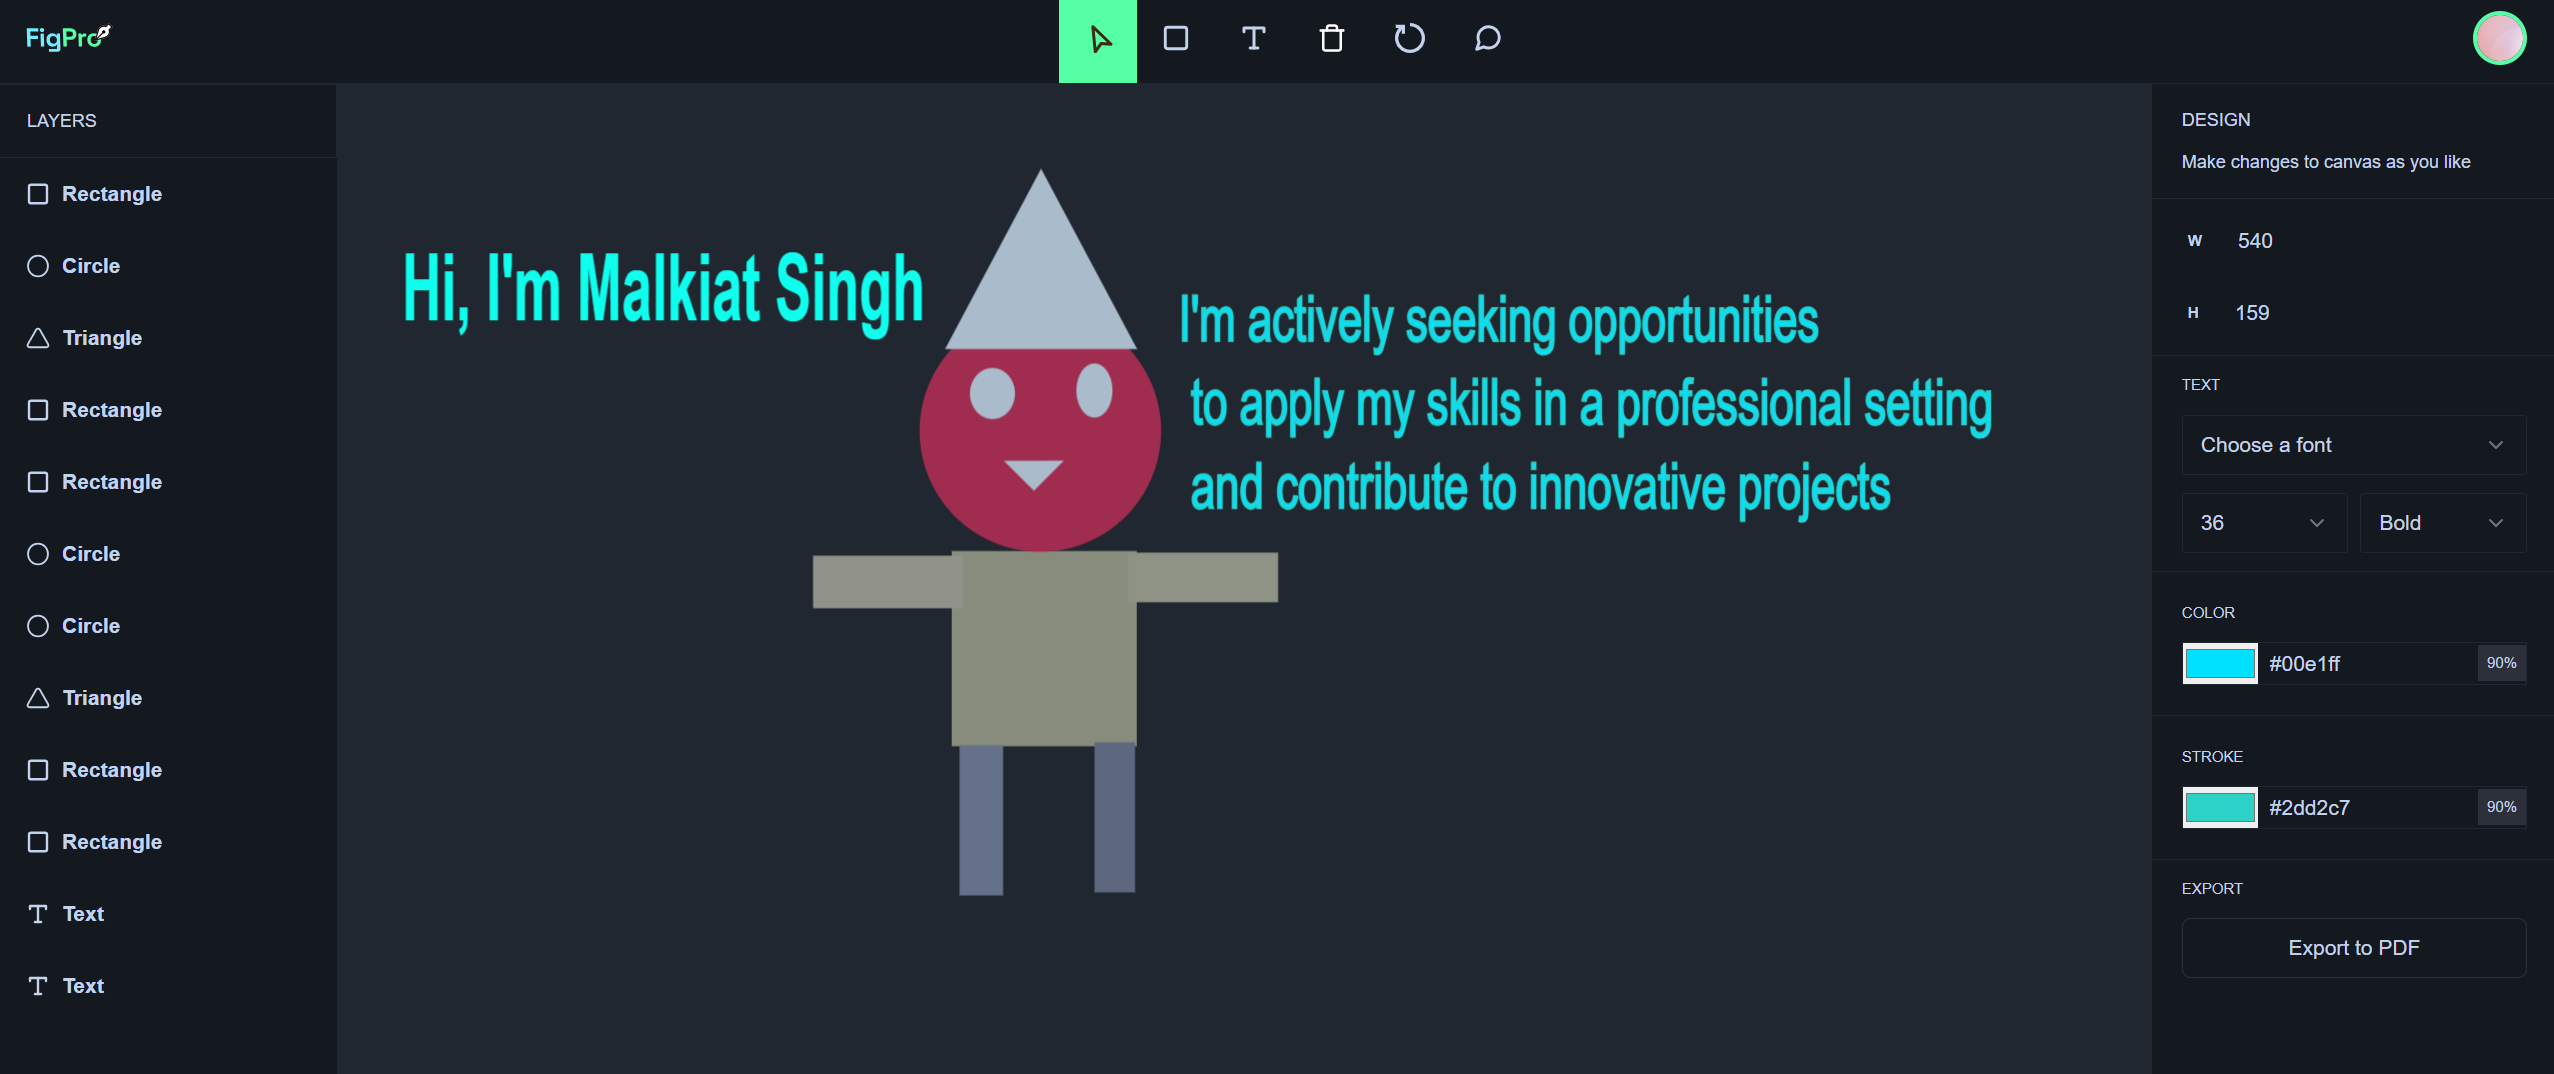 FigPro
LAYERS
Rectangle
Circle
Triangle
Rectangle
Rectangle
Circle
Circle
Triangle
Rectangle
Rectangle
Text
Text
Hi, I'm Malkiat Singh
I'm actively seeking opportunities
to apply my skills in a professional setting
and contribute to innovative projects
DESIGN
Make changes to canvas as you like
W 540
H 159
TEXT
Choose a font
36 Bold
COLOR
#00e1ff 90%
STROKE
#2dd2c7 90%
EXPORT
Export to PDF